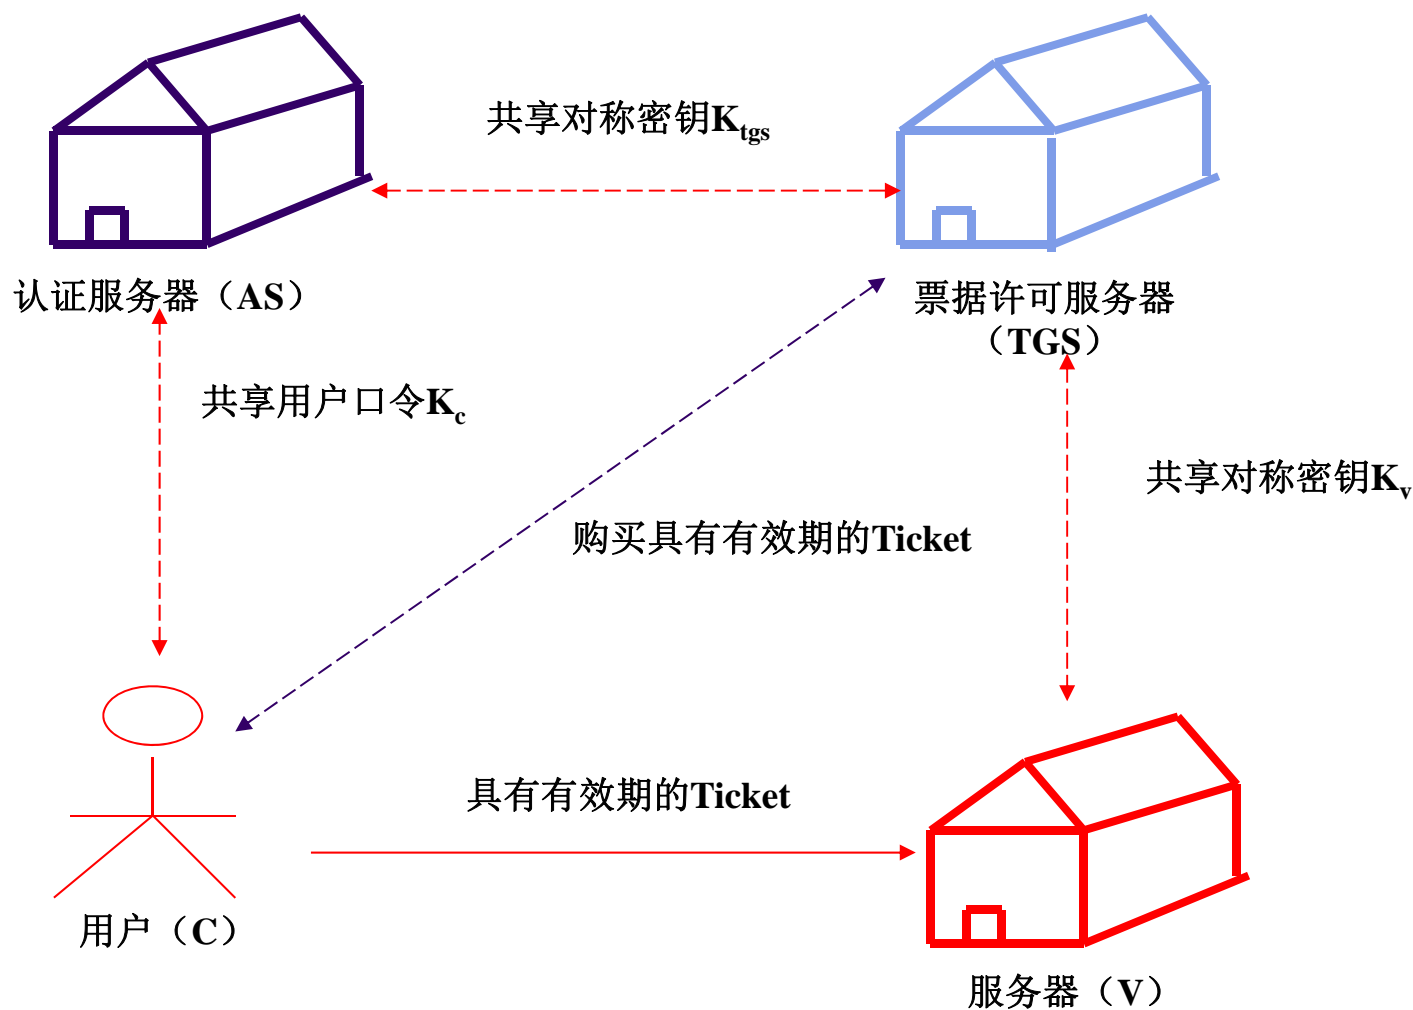 共享对称密钥Ktgs
认证服务器（AS）
票据许可服务器
（TGS）
共享用户口令Kc
共享对称密钥Kv
购买具有有效期的Ticket
具有有效期的Ticket
用户（C）
服务器（V）